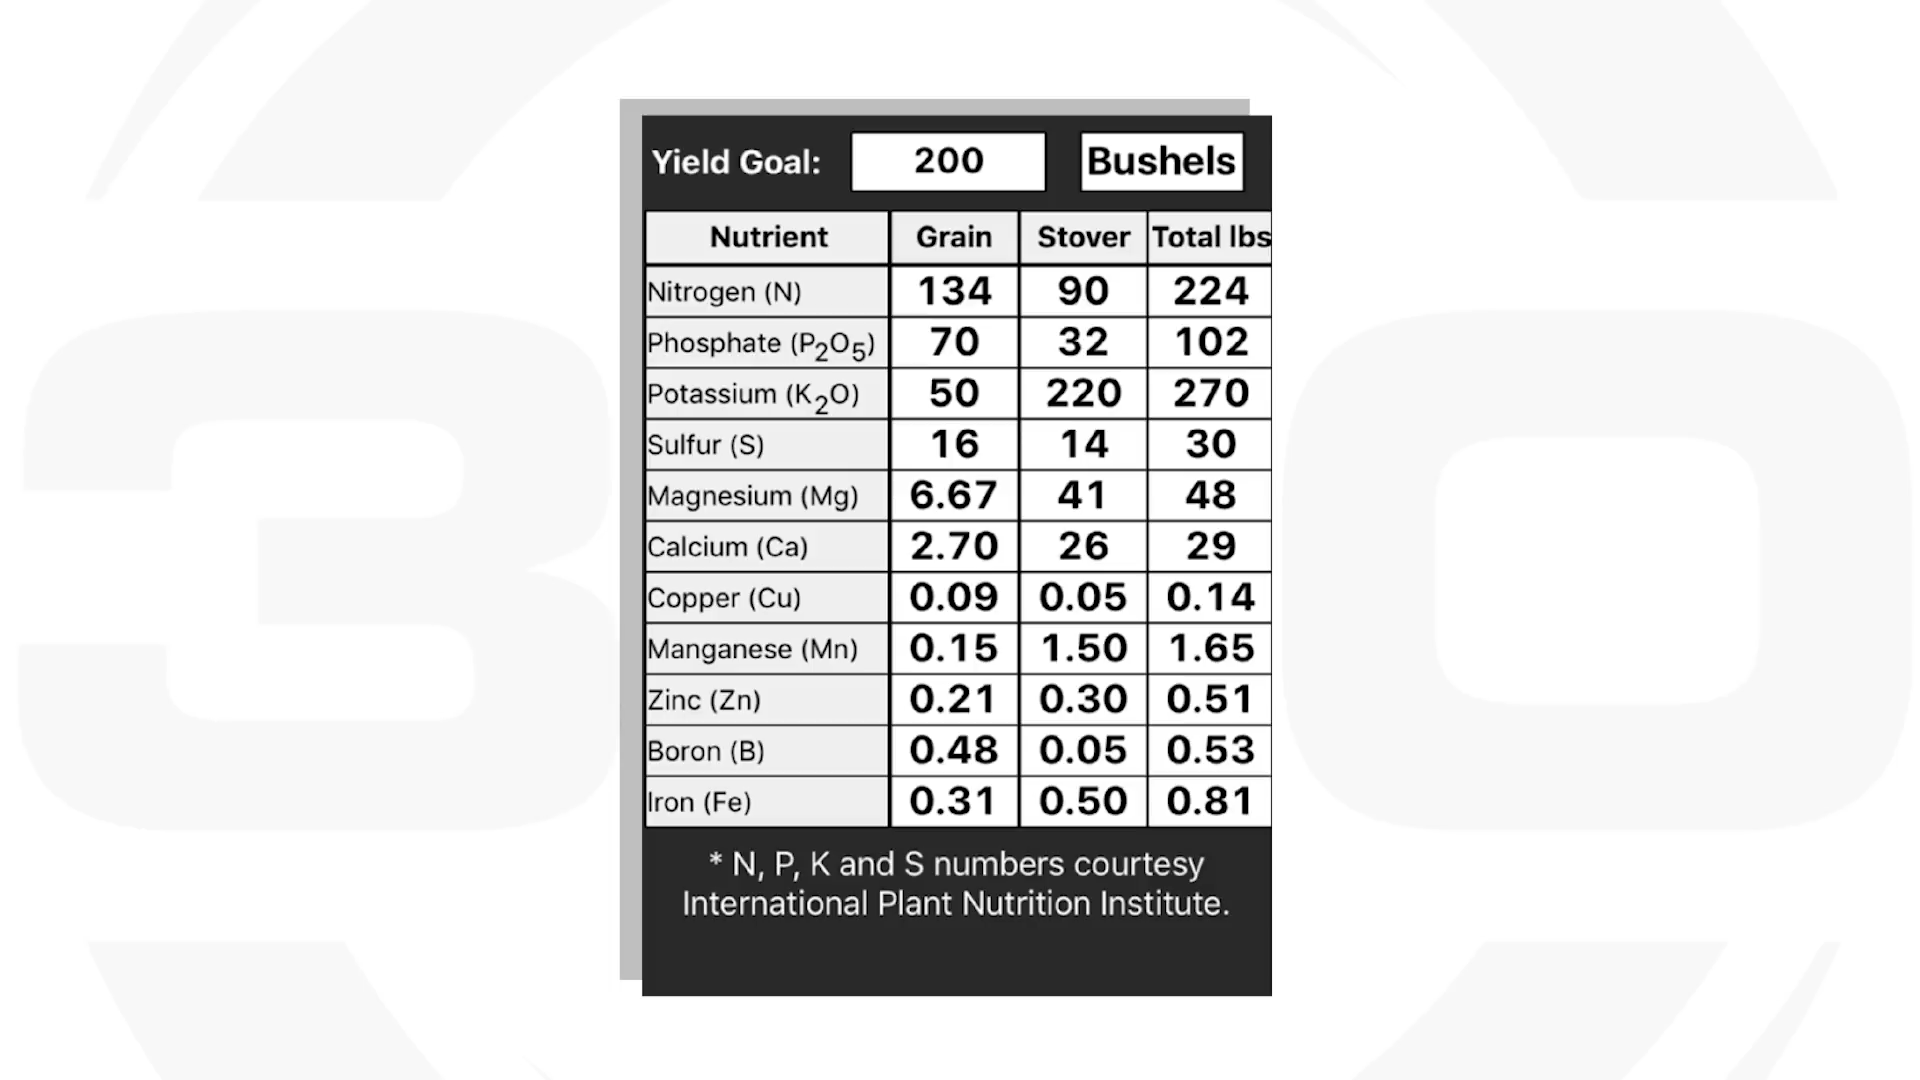 Yield Goal: 200 Bushels
Nutrient Grain Stover Total lbs
Nitrogen (N) 134 90 224
Phosphate (P₂O₅) 70 32 102
Potassium (K₂O) 50 220 270
Sulfur (S) 16 14 30
Magnesium (Mg) 6.67 41 48
Calcium (Ca) 2.70 26 29
Copper (Cu) 0.09 0.05 0.14
Manganese (Mn) 0.15 1.50 1.65
Zinc (Zn) 0.21 0.30 0.51
Boron (B) 0.48 0.05 0.53
Iron (Fe) 0.31 0.50 0.81
* N, P, K and S numbers courtesy
International Plant Nutrition Institute.